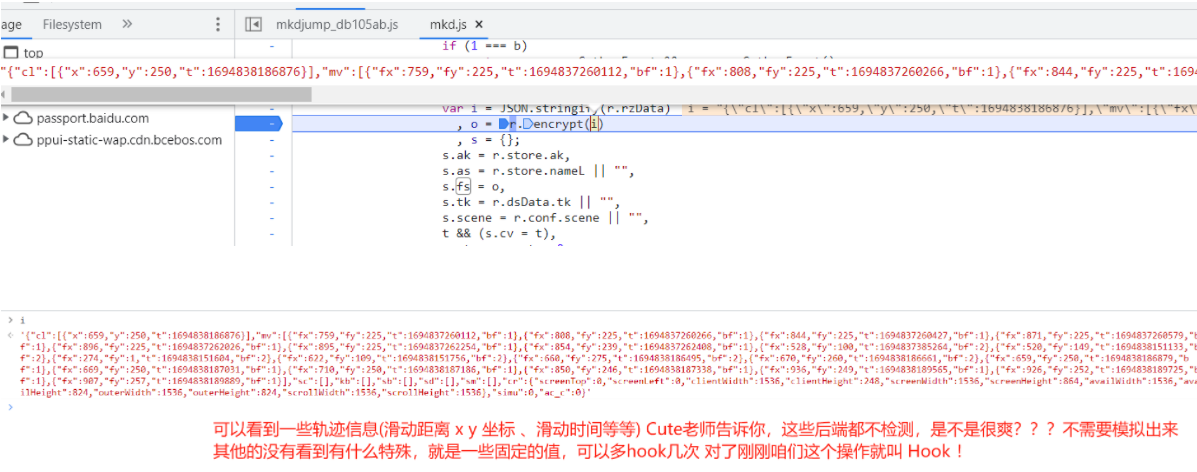 age Filesystem » mkdjump_db105ab.js mkd.js ×
top
if (1 === b)
"{"cl":[{"x":659,"y":250,"t":1694838186876}],"mv":[{"fx":759,"fy":225,"t":1694837260112,"bf":1},{"fx":808,"fy":225,"t":1694837260266,"bf":1},{"fx":844,"fy":225,"t":1694
var i = JSON.stringify(r.rzData) i = "{\"cl\":[{\"x\":659,\"y\":250,\"t\":1694838186876}],\"mv\":[{\"fx
passport.baidu.com
, o = r.encrypt(i)
ppui-static-wap.cdn.bcebos.com
, s = {};
s.ak = r.store.ak,
s.as = r.store.nameL || "",
s.fs = o,
s.tk = r.dsData.tk || "",
s.scene = r.conf.scene || "",
t && (s.cv = t),
> i
'{"cl":[{"x":659,"y":250,"t":1694838186876}],"mv":[{"fx":759,"fy":225,"t":1694837260112,"bf":1},{"fx":808,"fy":225,"t":1694837260266,"bf":1},{"fx":844,"fy":225,"t":1694837260427,"bf":1},{"fx":871,"fy":225,"t":1694837260579,"b
f":1},{"fx":896,"fy":225,"t":1694837262026,"bf":1},{"fx":895,"fy":225,"t":1694837262254,"bf":1},{"fx":854,"fy":239,"t":1694837262408,"bf":1},{"fx":528,"fy":100,"t":1694837385264,"bf":2},{"fx":520,"fy":149,"t":1694838151133,"b
f":2},{"fx":274,"fy":1,"t":1694838151604,"bf":2},{"fx":622,"fy":109,"t":1694838151756,"bf":2},{"fx":660,"fy":275,"t":1694838186495,"bf":2},{"fx":670,"fy":260,"t":1694838186661,"bf":2},{"fx":659,"fy":250,"t":1694838186879,"b
f":1},{"fx":669,"fy":250,"t":1694838187031,"bf":1},{"fx":710,"fy":250,"t":1694838187186,"bf":1},{"fx":850,"fy":246,"t":1694838187338,"bf":1},{"fx":936,"fy":249,"t":1694838189565,"bf":1},{"fx":926,"fy":252,"t":1694838189725,"b
f":1},{"fx":907,"fy":257,"t":1694838189889,"bf":1}],"sc":[],"kb":[],"sb":[],"sd":[],"sm":[],"cr":{"screenTop":0,"screenLeft":0,"clientWidth":1536,"clientHeight":248,"screenWidth":1536,"screenHeight":864,"availWidth":1536,"ava
ilHeight":824,"outerWidth":1536,"outerHeight":824,"scrollWidth":1536,"scrollHeight":1536},"simu":0,"ac_c":0}'
可以看到一些轨迹信息(滑动距离 x y 坐标 、滑动时间等等) Cute老师告诉你，这些后端都不检测，是不是很爽？？？ 不需要模拟出来
其他的没有看到有什么特殊，就是一些固定的值，可以多hook几次 对了刚刚咱们这个操作就叫 Hook ！